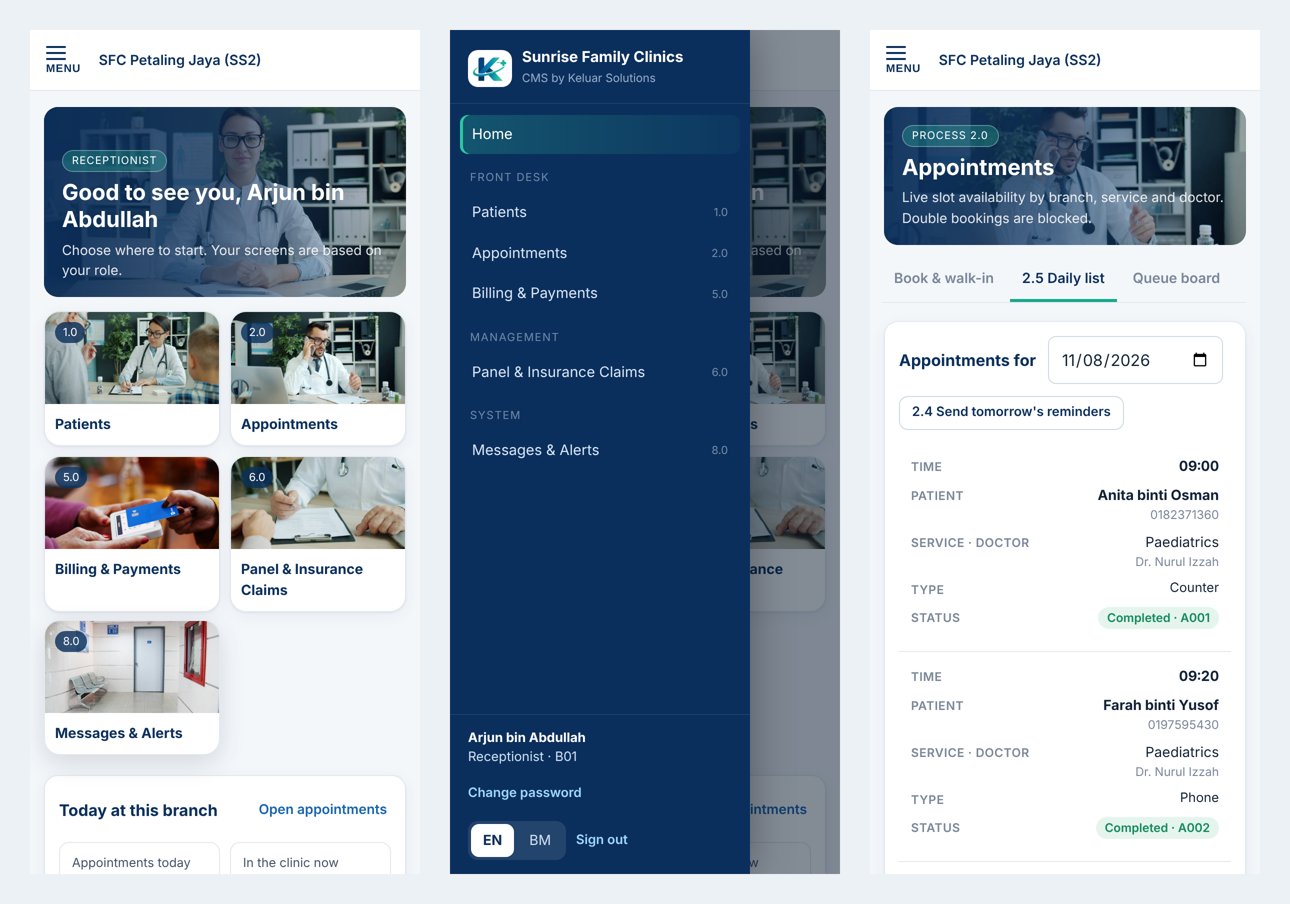 MENU
SFC Petaling Jaya (SS2)
RECEPTIONIST
Good to see you, Arjun bin
Abdullah
Choose where to start. Your screens are based on
your role.
1.0
Patients
2.0
Appointments
5.0
Billing & Payments
6.0
Panel & Insurance
Claims
8.0
Messages & Alerts
Today at this branch
Open appointments
Appointments today
In the clinic now
Sunrise Family Clinics
CMS by Keluar Solutions
Home
FRONT DESK
Patients 1.0
Appointments 2.0
Billing & Payments 5.0
MANAGEMENT
Panel & Insurance Claims 6.0
SYSTEM
Messages & Alerts 8.0
Arjun bin Abdullah
Receptionist · B01
Change password
EN BM Sign out
n
ased on
s
ance
intments
w
MENU
SFC Petaling Jaya (SS2)
PROCESS 2.0
Appointments
Live slot availability by branch, service and doctor.
Double bookings are blocked.
Book & walk-in 2.5 Daily list Queue board
Appointments for 11/08/2026
2.4 Send tomorrow's reminders
TIME 09:00
PATIENT Anita binti Osman
0182371360
SERVICE · DOCTOR Paediatrics
Dr. Nurul Izzah
TYPE Counter
STATUS Completed · A001
TIME 09:20
PATIENT Farah binti Yusof
0197595430
SERVICE · DOCTOR Paediatrics
Dr. Nurul Izzah
TYPE Phone
STATUS Completed · A002